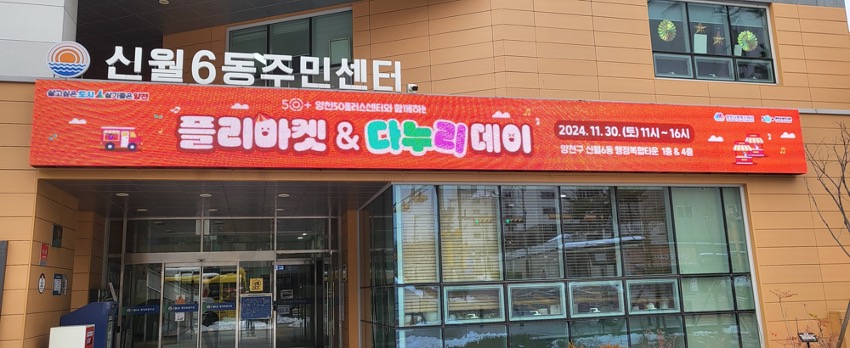 신월6동주민센터
살고싶은 도시 살기좋은 양천
50+ 양천50플러스센터와 함께하는
플리마켓 & 다누리데이
2024. 11. 30. (토) 11시~16시
양천구 신월6동 행정복합타운 1층 & 4층